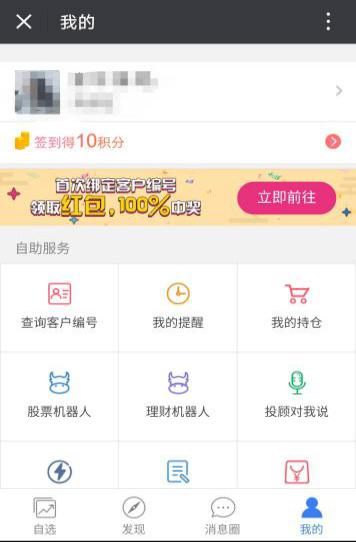 我的
签到得10积分
首次绑定客户编号
领取红包，100%中奖
立即前往
自助服务
查询客户编号 我的提醒 我的持仓
股票机器人 理财机器人 投顾对我说
自选 发现 消息圈 我的